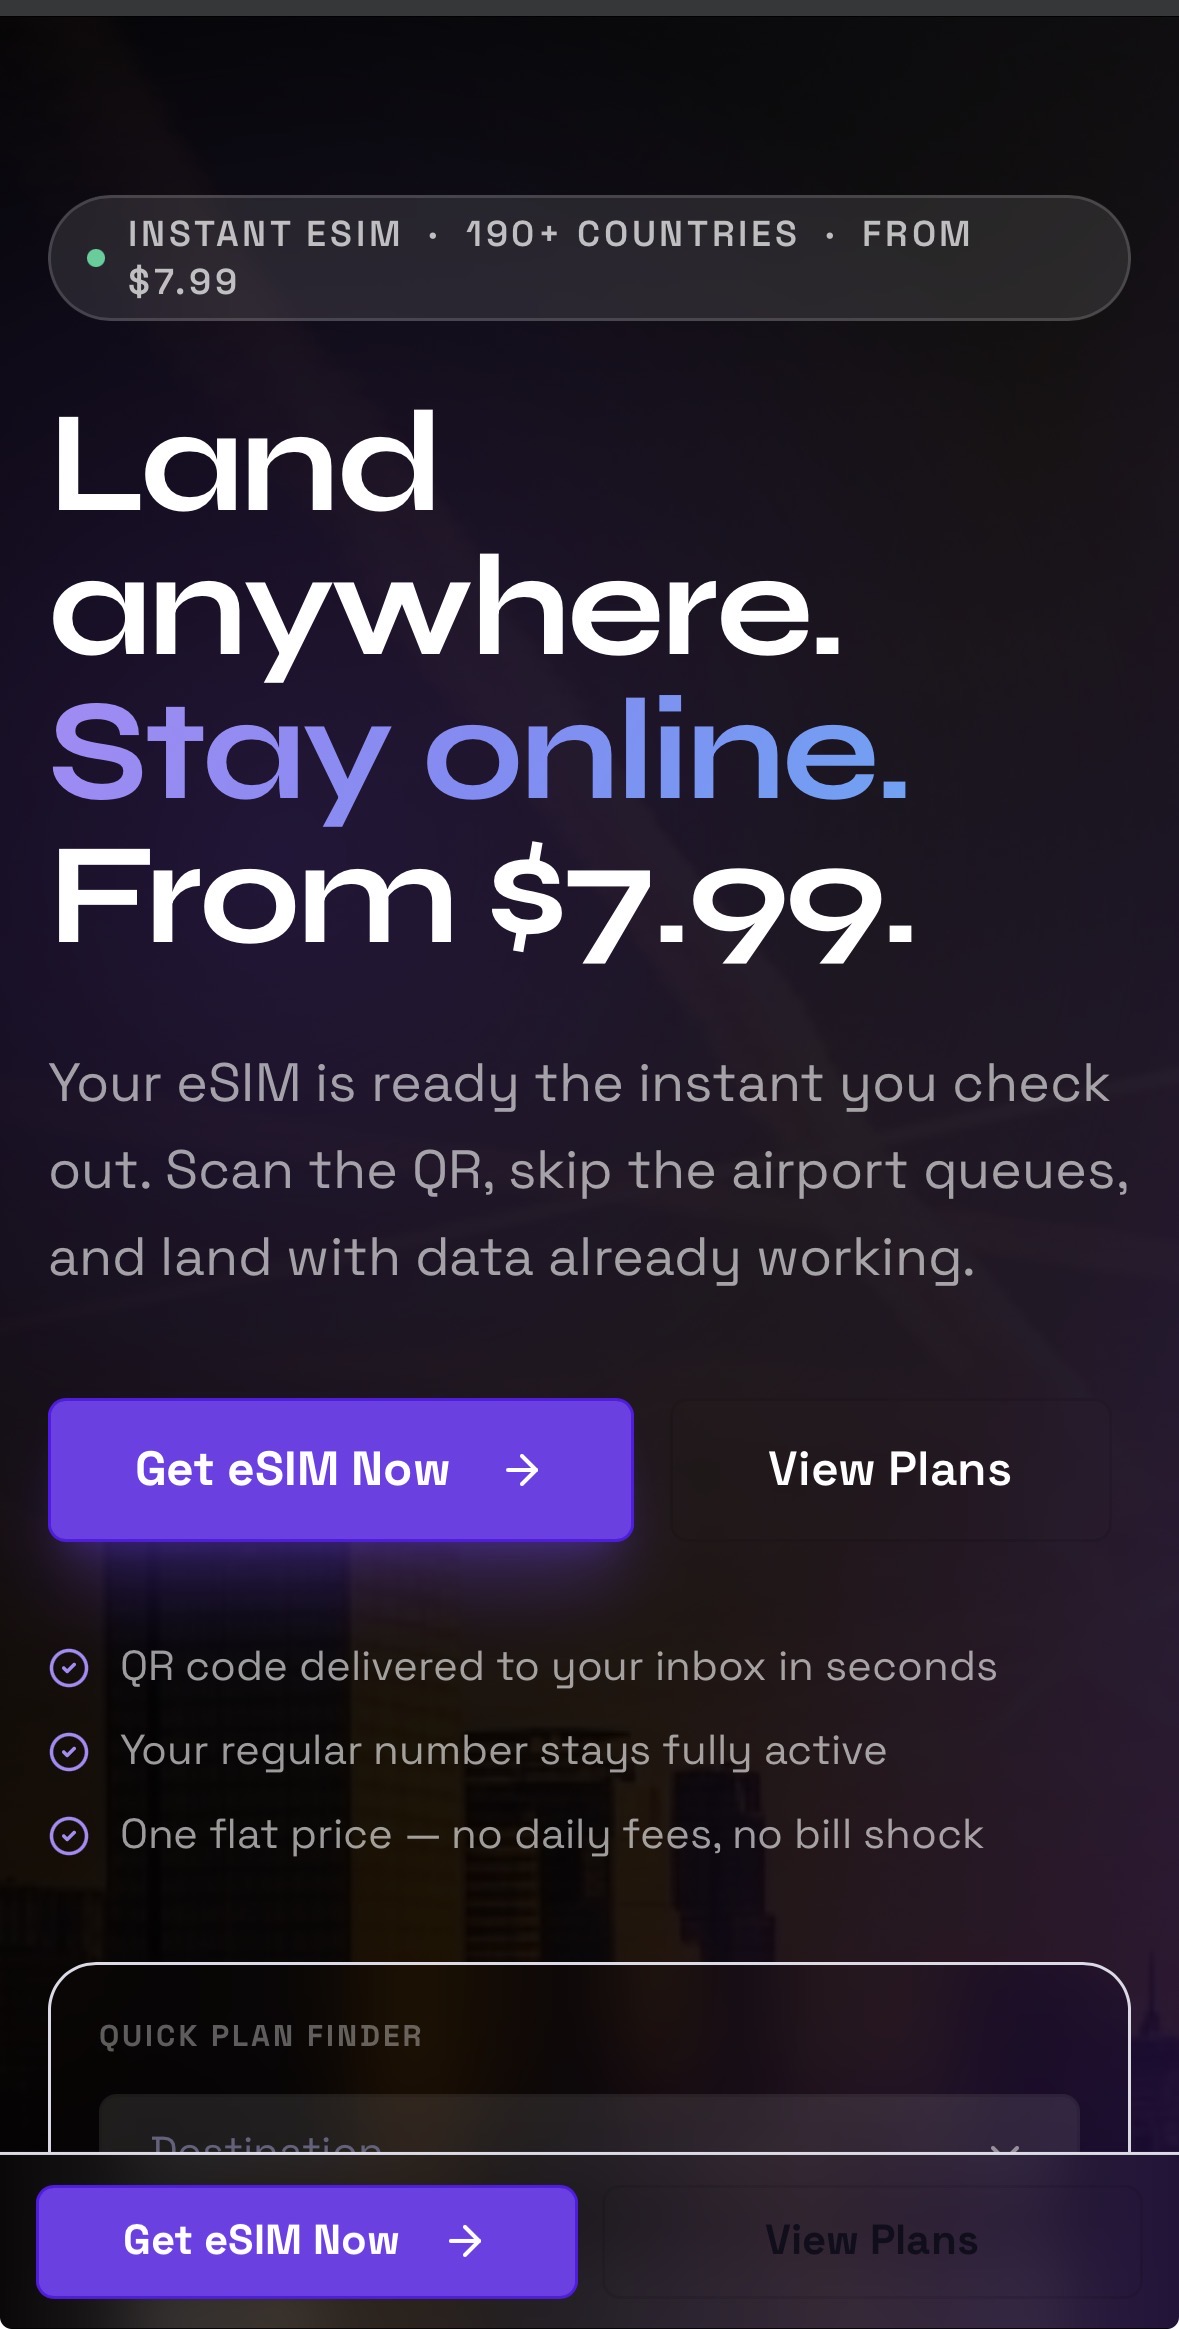 INSTANT ESIM · 190+ COUNTRIES · FROM
$7.99
Land
anywhere.
Stay online.
From $7.99.
Your eSIM is ready the instant you check
out. Scan the QR, skip the airport queues,
and land with data already working.
Get eSIM Now → View Plans
QR code delivered to your inbox in seconds
Your regular number stays fully active
One flat price — no daily fees, no bill shock
QUICK PLAN FINDER
Destination
Get eSIM Now → View Plans